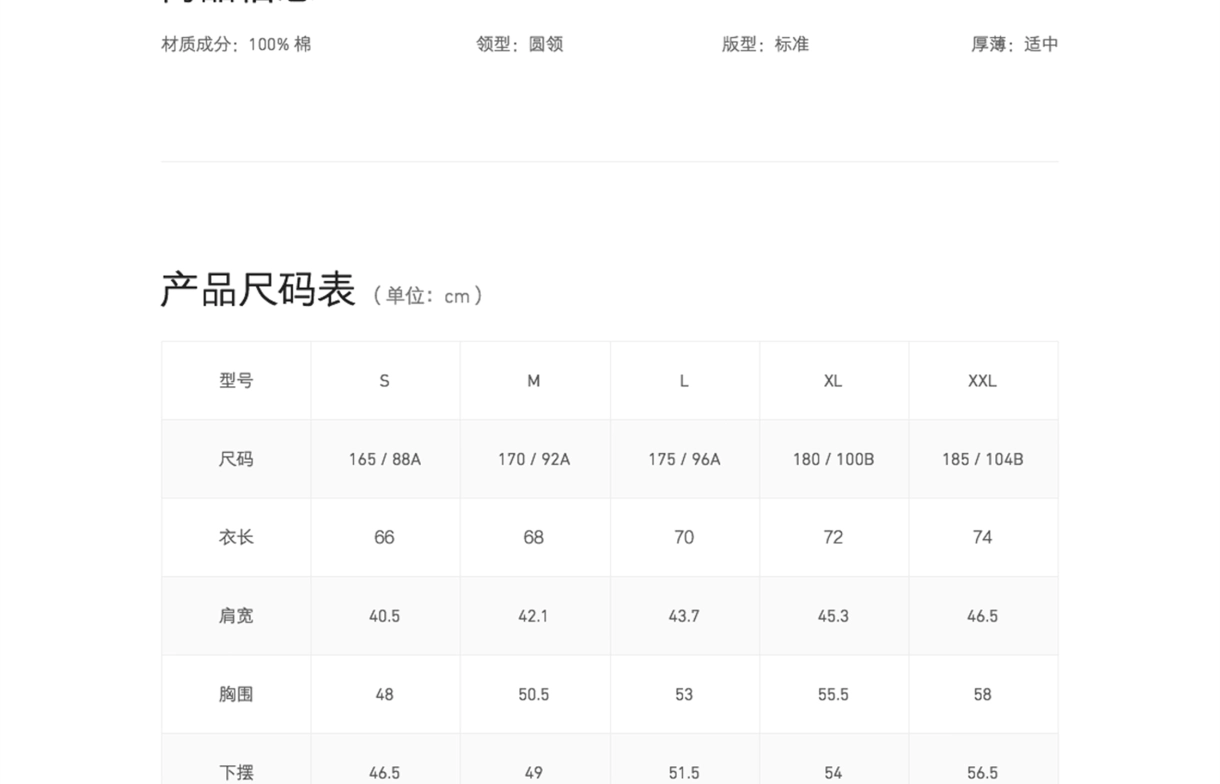 材质成分：100% 棉 领型：圆领 版型：标准 厚薄：适中
产品尺码表（单位：cm）
型号 S M L XL XXL
尺码 165 / 88A 170 / 92A 175 / 96A 180 / 100B 185 / 104B
衣长 66 68 70 72 74
肩宽 40.5 42.1 43.7 45.3 46.5
胸围 48 50.5 53 55.5 58
下摆 46.5 49 51.5 54 56.5